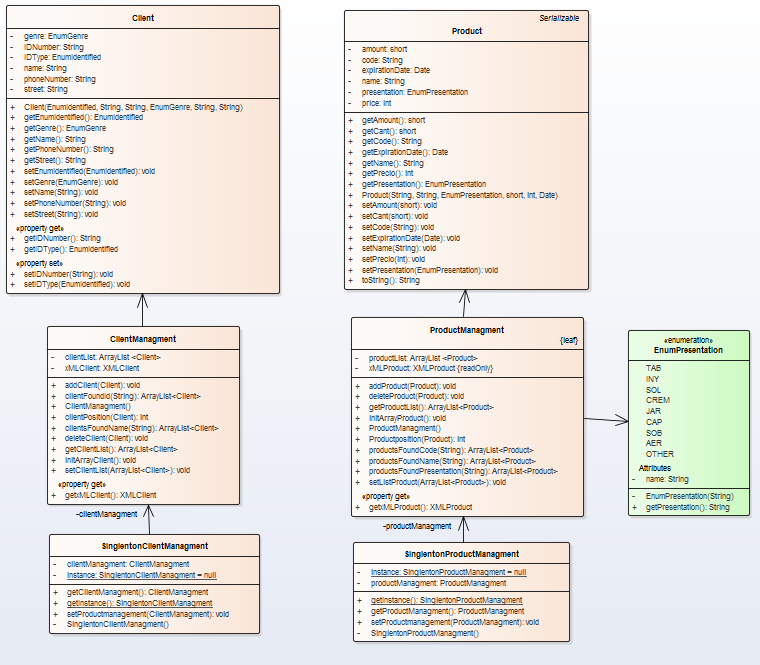 Client
- genre: EnumGenre
- IDNumber: String
- IDType: EnumIdentified
- name: String
- phoneNumber: String
- street: String
+ Client(EnumIdentified, String, String, EnumGenre, String, String)
+ getEnumIdentified(): EnumIdentified
+ getGenre(): EnumGenre
+ getName(): String
+ getPhoneNumber(): String
+ getStreet(): String
+ setEnumIdentified(EnumIdentified): void
+ setGenre(EnumGenre): void
+ setName(String): void
+ setPhoneNumber(String): void
+ setStreet(String): void
«property get»
+ getIDNumber(): String
+ getIDType(): EnumIdentified
«property set»
+ setIDNumber(String): void
+ setIDType(EnumIdentified): void
Serializable
Product
- amount: short
- code: String
- expirationDate: Date
- name: String
- presentation: EnumPresentation
- price: int
+ getAmount(): short
+ getCant(): short
+ getCode(): String
+ getExpirationDate(): Date
+ getName(): String
+ getPrecio(): int
+ getPresentation(): EnumPresentation
+ Product(String, String, EnumPresentation, short, int, Date)
+ setAmount(short): void
+ setCant(short): void
+ setCode(String): void
+ setExpirationDate(Date): void
+ setName(String): void
+ setPrecio(int): void
+ setPresentation(EnumPresentation): void
+ toString(): String
ClientManagment
- clientList: ArrayList <Client>
- xMLClient: XMLClient
+ addClient(Client): void
+ clientFoundId(String): ArrayList<Client>
+ ClientManagment()
+ clientPosition(Client): int
+ clientsFoundName(String): ArrayList<Client>
+ deleteClient(Client): void
+ getClientList(): ArrayList<Client>
+ initArrayClient(): void
+ setClientList(ArrayList<Client>): void
«property get»
+ getxMLClient(): XMLClient
ProductManagment
{leaf}
- productList: ArrayList <Product>
- xMLProduct: XMLProduct {readOnly}
+ addProduct(Product): void
+ deleteProduct(Product): void
+ getProductList(): ArrayList<Product>
+ initArrayProduct(): void
+ ProductManagment()
+ Productposition(Product): int
+ productsFoundCode(String): ArrayList<Product>
+ productsFoundName(String): ArrayList<Product>
+ productsFoundPresentation(String): ArrayList<Product>
+ setListProduct(ArrayList<Product>): void
«property get»
+ getxMLProduct(): XMLProduct
«enumeration»
EnumPresentation
TAB
INY
SOL
CREM
JAR
CAP
SOB
AER
OTHER
Attributes
- name: String
- EnumPresentation(String)
+ getPresentation(): String
-clientManagment
SinglentonClientManagment
- clientManagment: ClientManagment
- instance: SinglentonClientManagment = null
+ getClientManagment(): ClientManagment
+ getInstance(): SinglentonClientManagment
+ setProductmanagement(ClientManagment): void
- SinglentonClientManagment()
-productManagment
SinglentonProductManagment
- instance: SinglentonProductManagment = null
- productManagment: ProductManagment
+ getInstance(): SinglentonProductManagment
+ getProductManagment(): ProductManagment
+ setProductmanagement(ProductManagment): void
- SinglentonProductManagment()